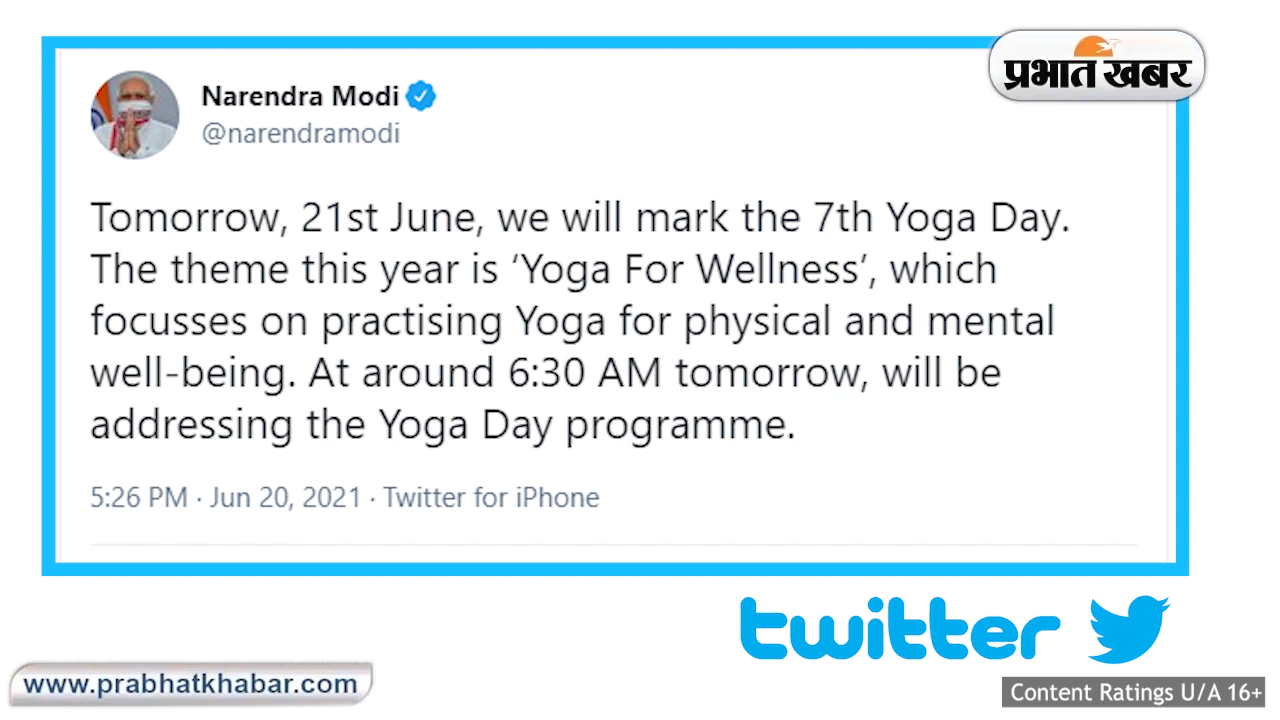 प्रभात खबर
Narendra Modi
@narendramodi
Tomorrow, 21st June, we will mark the 7th Yoga Day.
The theme this year is ‘Yoga For Wellness’, which
focusses on practising Yoga for physical and mental
well-being. At around 6:30 AM tomorrow, will be
addressing the Yoga Day programme.
5:26 PM · Jun 20, 2021 · Twitter for iPhone
twitter
www.prabhatkhabar.com
Content Ratings U/A 16+